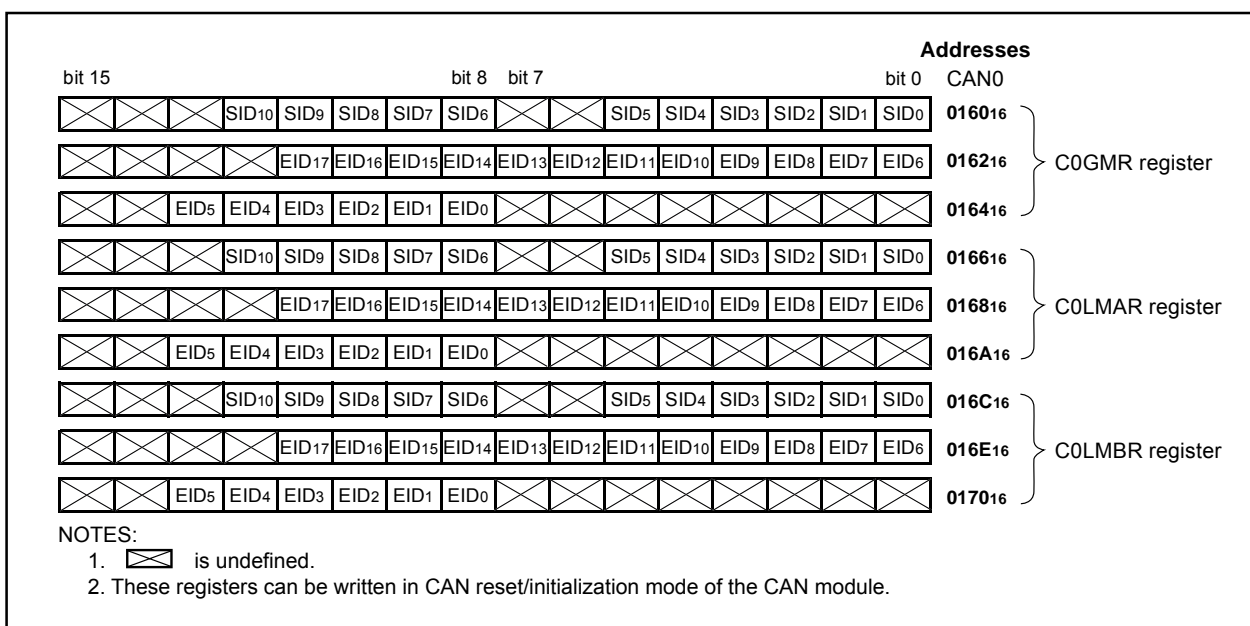 Addresses
bit 15 bit 8 bit 7 bit 0 CAN0
SID10 SID9 SID8 SID7 SID6 SID5 SID4 SID3 SID2 SID1 SID0 016016
EID17 EID16 EID15 EID14 EID13 EID12 EID11 EID10 EID9 EID8 EID7 EID6 016216 C0GMR register
EID5 EID4 EID3 EID2 EID1 EID0 016416
SID10 SID9 SID8 SID7 SID6 SID5 SID4 SID3 SID2 SID1 SID0 016616
EID17 EID16 EID15 EID14 EID13 EID12 EID11 EID10 EID9 EID8 EID7 EID6 016816 C0LMAR register
EID5 EID4 EID3 EID2 EID1 EID0 016A16
SID10 SID9 SID8 SID7 SID6 SID5 SID4 SID3 SID2 SID1 SID0 016C16
EID17 EID16 EID15 EID14 EID13 EID12 EID11 EID10 EID9 EID8 EID7 EID6 016E16 C0LMBR register
EID5 EID4 EID3 EID2 EID1 EID0 017016
NOTES:
1. is undefined.
2. These registers can be written in CAN reset/initialization mode of the CAN module.